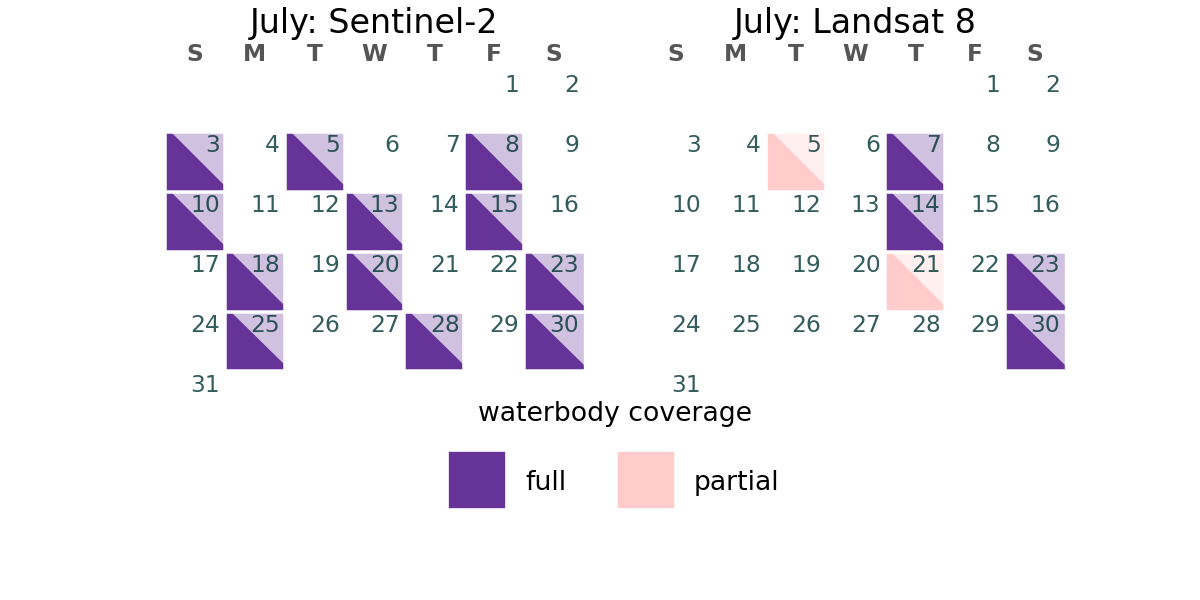 July: Sentinel-2
S M T W T F S
1 2
3 4 5 6 7 8 9
10 11 12 13 14 15 16
17 18 19 20 21 22 23
24 25 26 27 28 29 30
31
July: Landsat 8
S M T W T F S
1 2
3 4 5 6 7 8 9
10 11 12 13 14 15 16
17 18 19 20 21 22 23
24 25 26 27 28 29 30
31
waterbody coverage
full partial